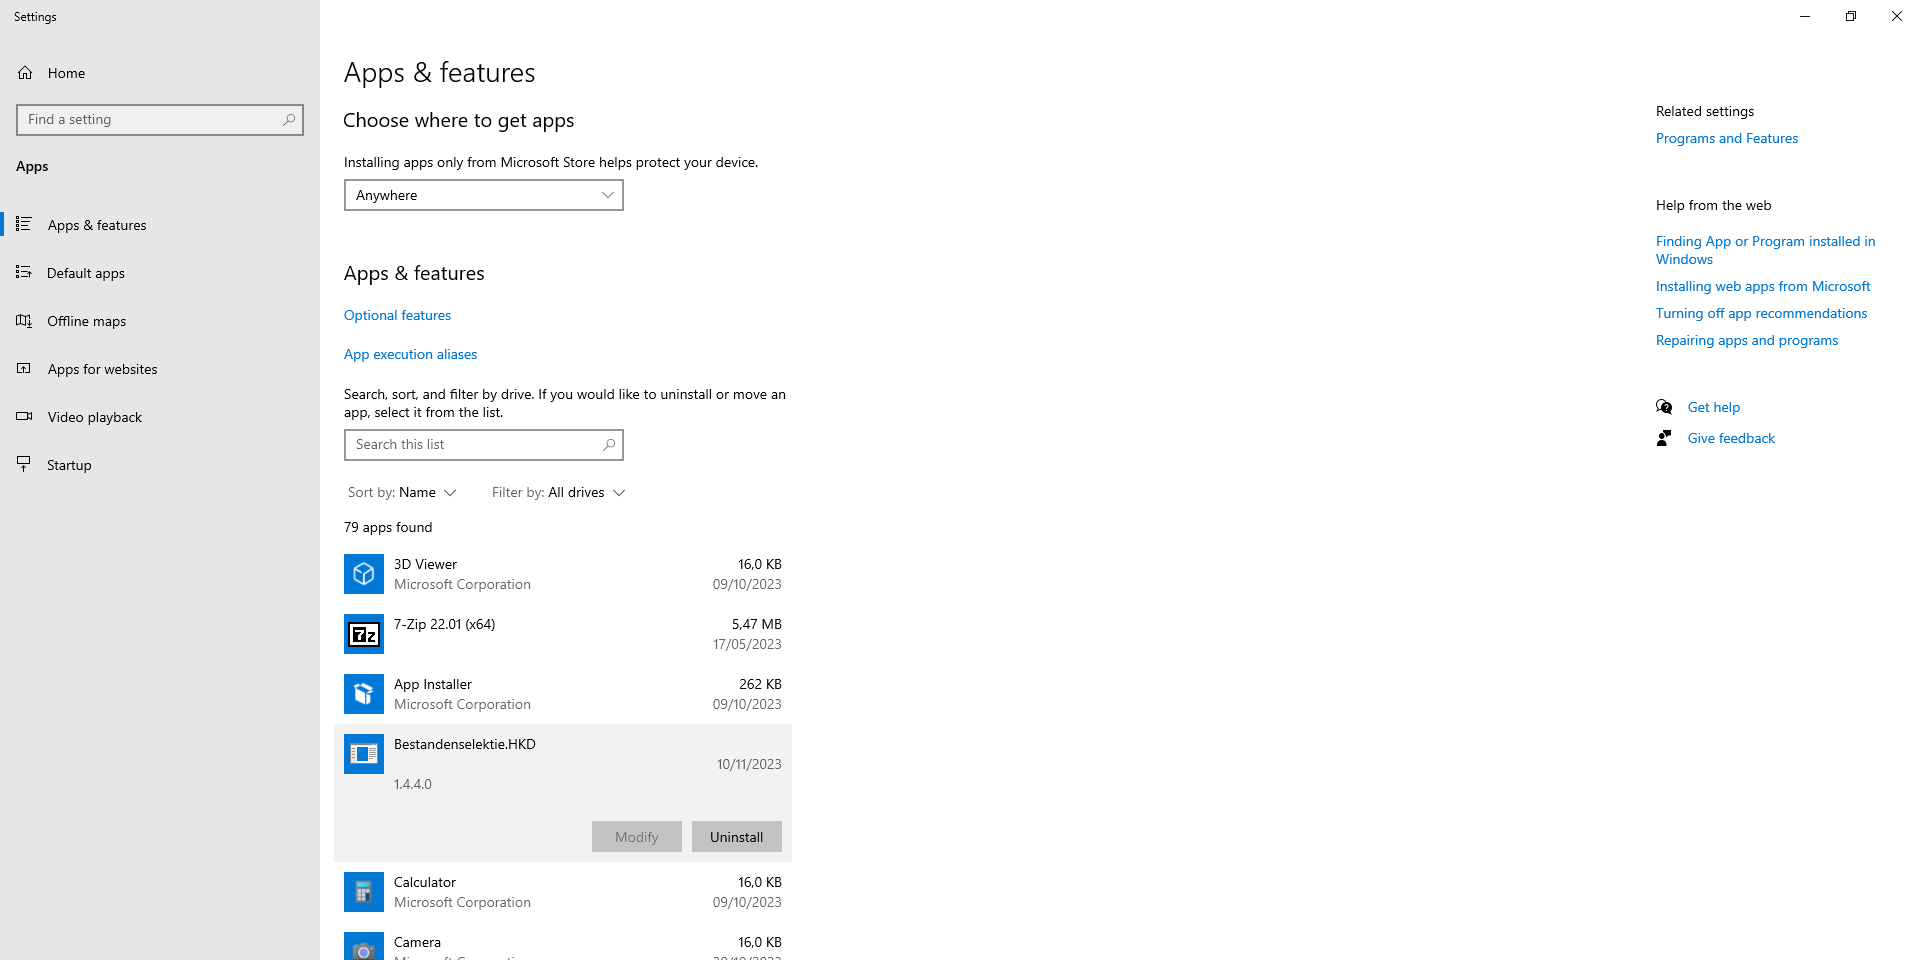 Settings
Home
Find a setting
Apps
Apps & features
Default apps
Offline maps
Apps for websites
Video playback
Startup
Apps & features
Choose where to get apps
Installing apps only from Microsoft Store helps protect your device.
Anywhere
Apps & features
Optional features
App execution aliases
Search, sort, and filter by drive. If you would like to uninstall or move an
app, select it from the list.
Search this list
Sort by: Name Filter by: All drives
79 apps found
3D Viewer 16,0 KB
Microsoft Corporation 09/10/2023
7-Zip 22.01 (x64) 5,47 MB
17/05/2023
App Installer 262 KB
Microsoft Corporation 09/10/2023
Bestandenselektie.HKD
10/11/2023
1.4.4.0
Modify Uninstall
Calculator 16,0 KB
Microsoft Corporation 09/10/2023
Camera 16,0 KB
Related settings
Programs and Features
Help from the web
Finding App or Program installed in
Windows
Installing web apps from Microsoft
Turning off app recommendations
Repairing apps and programs
Get help
Give feedback